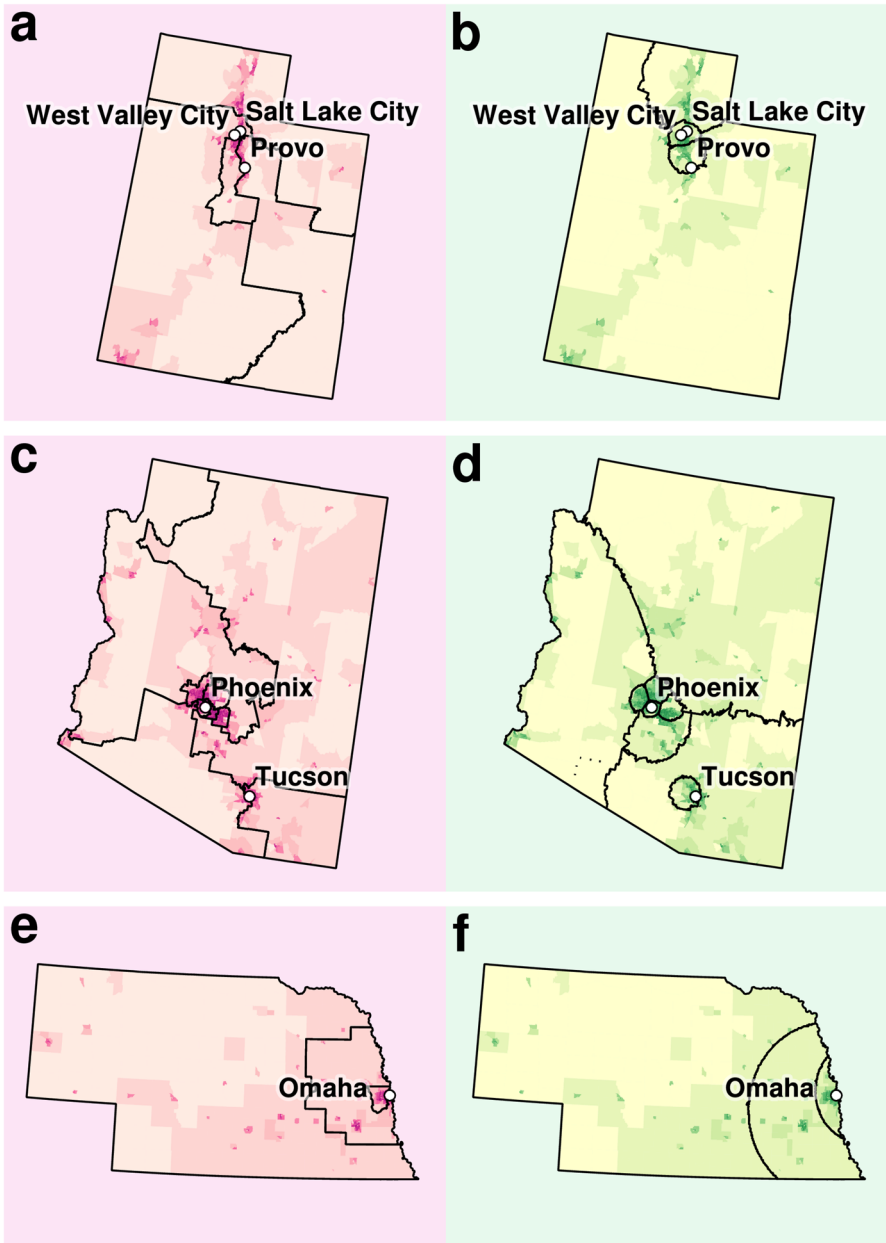 a
West Valley City Salt Lake City
Provo
b
West Valley City Salt Lake City
Provo
c
Phoenix
Tucson
d
Phoenix
Tucson
e
Omaha
f
Omaha